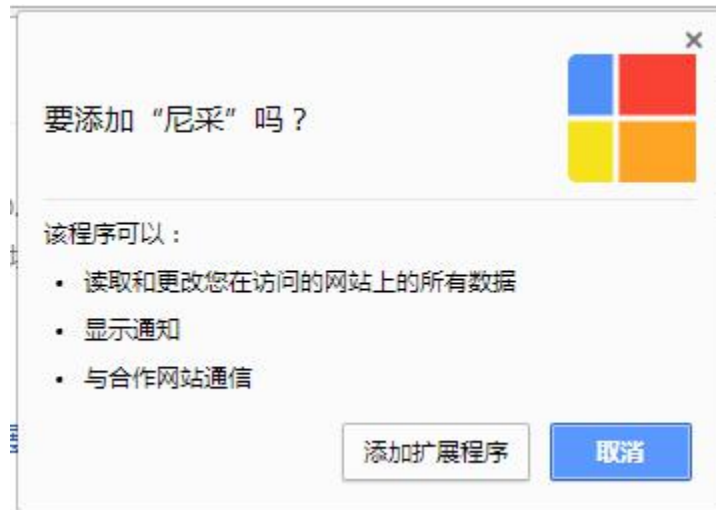 要添加“尼采”吗？
该程序可以：
• 读取和更改您在访问的网站上的所有数据
• 显示通知
• 与合作网站通信
添加扩展程序
取消